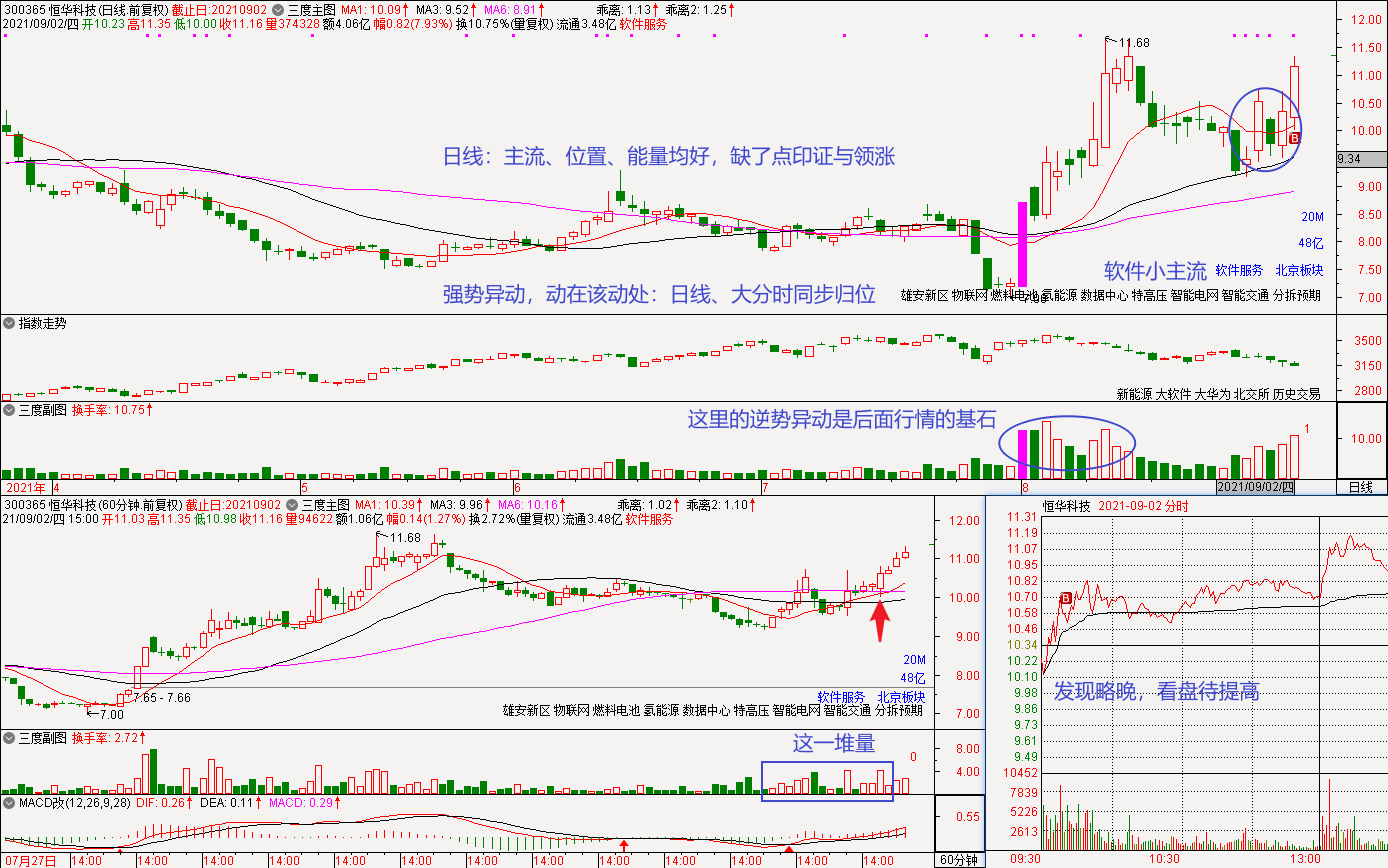 300365 恒华科技(日线.前复权) 截止日:20210902 三度主图 MA1: 10.09↑ MA3: 9.52↑ MA6: 8.91↑ 乖离: 1.13↑ 乖离2: 1.25↑
2021/09/02/四 开10.23 高11.35 低10.00 收11.16 量374328 额4.06亿 幅0.82(7.93%) 换10.75%(量复权) 流通3.48亿 软件服务
12.00
11.68
11.50
11.00
10.50
B
10.00
日线：主流、位置、能量均好，缺了点印证与领涨
9.34
9.00
20M
8.50
48亿
8.00
软件小主流 软件服务 北京板块
7.50
强势异动，动在该动处：日线、大分时同步归位
雄安新区 物联网 燃料电池 氢能源 数据中心 特高压 智能电网 智能交通 分拆预期
7.00
指数走势
3500
3150
新能源 大软件 大华为 北交所 历史交易
2800
三度副图 换手率: 10.75↑
这里的逆势异动是后面行情的基石
1
10.00
2021年 4 5 6 7 8 2021/09/02/四 日线
300365 恒华科技(60分钟.前复权) 截止日:20210902 三度主图 MA1: 10.39↑ MA3: 9.96↑ MA6: 10.16↑ 乖离: 1.02↑ 乖离2: 1.10↑
21/09/02/四 15:00 开11.03 高11.35 低10.98 收11.16 量94622 额1.06亿 幅0.14(1.27%) 换2.72%(量复权) 流通3.48亿 软件服务
12.00
11.68
11.00
10.00
9.00
20M
8.00
48亿
7.65 - 7.66
软件服务 北京板块
7.00
雄安新区 物联网 燃料电池 氢能源 数据中心 特高压 智能电网 智能交通 分拆预期
7.00
三度副图 换手率: 2.72↑
这一堆量
0
8.00
4.00
MACD改(12,26,9,28) DIF: 0.26↑ DEA: 0.11↑ MACD: 0.29↑
0.56
07月27日 14:00 14:00 14:00 14:00 14:00 14:00 14:00 14:00 14:00 14:00 14:00 14:00 14:00 60分钟
恒华科技 2021-09-02 分时
11.31
11.19
11.07
10.95
10.82
10.70
B
10.58
10.46
10.34
10.22
10.10
9.98
发现略晚，看盘待提高
9.86
9.73
9.61
9.49
10452
7839
5226
2613
09:30 10:30 13:00